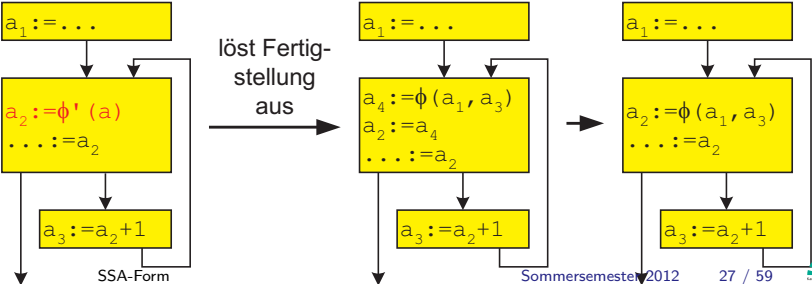 a₁:=...
a₂:=ϕ'(a)
...:=a₂
a₃:=a₂+1
löst Fertig-
stellung
aus
a₁:=...
a₄:=ϕ(a₁,a₃)
a₂:=a₄
...:=a₂
a₃:=a₂+1
a₁:=...
a₂:=ϕ(a₁,a₃)
...:=a₂
a₃:=a₂+1
SSA-Form Sommersemester 2012 27 / 59